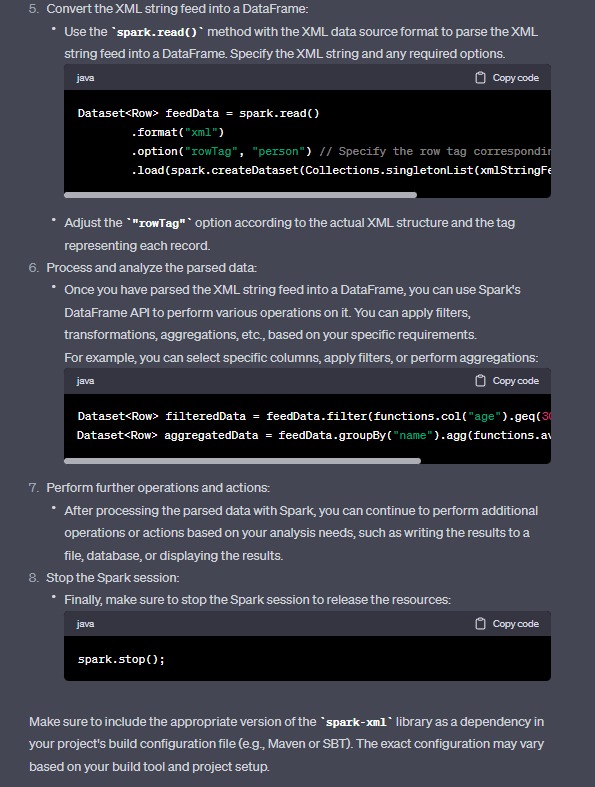 5. Convert the XML string feed into a DataFrame:
• Use the `spark.read()` method with the XML data source format to parse the XML
string feed into a DataFrame. Specify the XML string and any required options.
java
Copy code
Dataset<Row> feedData = spark.read()
.format("xml")
.option("rowTag", "person") // Specify the row tag correspondin
.load(spark.createDataset(Collections.singletonList(xmlStringFe
• Adjust the `"rowTag"` option according to the actual XML structure and the tag
representing each record.
6. Process and analyze the parsed data:
• Once you have parsed the XML string feed into a DataFrame, you can use Spark's
DataFrame API to perform various operations on it. You can apply filters,
transformations, aggregations, etc., based on your specific requirements.
For example, you can select specific columns, apply filters, or perform aggregations:
java
Copy code
Dataset<Row> filteredData = feedData.filter(functions.col("age").geq(30
Dataset<Row> aggregatedData = feedData.groupBy("name").agg(functions.av
7. Perform further operations and actions:
• After processing the parsed data with Spark, you can continue to perform additional
operations or actions based on your analysis needs, such as writing the results to a
file, database, or displaying the results.
8. Stop the Spark session:
• Finally, make sure to stop the Spark session to release the resources:
java
Copy code
spark.stop();
Make sure to include the appropriate version of the `spark-xml` library as a dependency in
your project's build configuration file (e.g., Maven or SBT). The exact configuration may vary
based on your build tool and project setup.